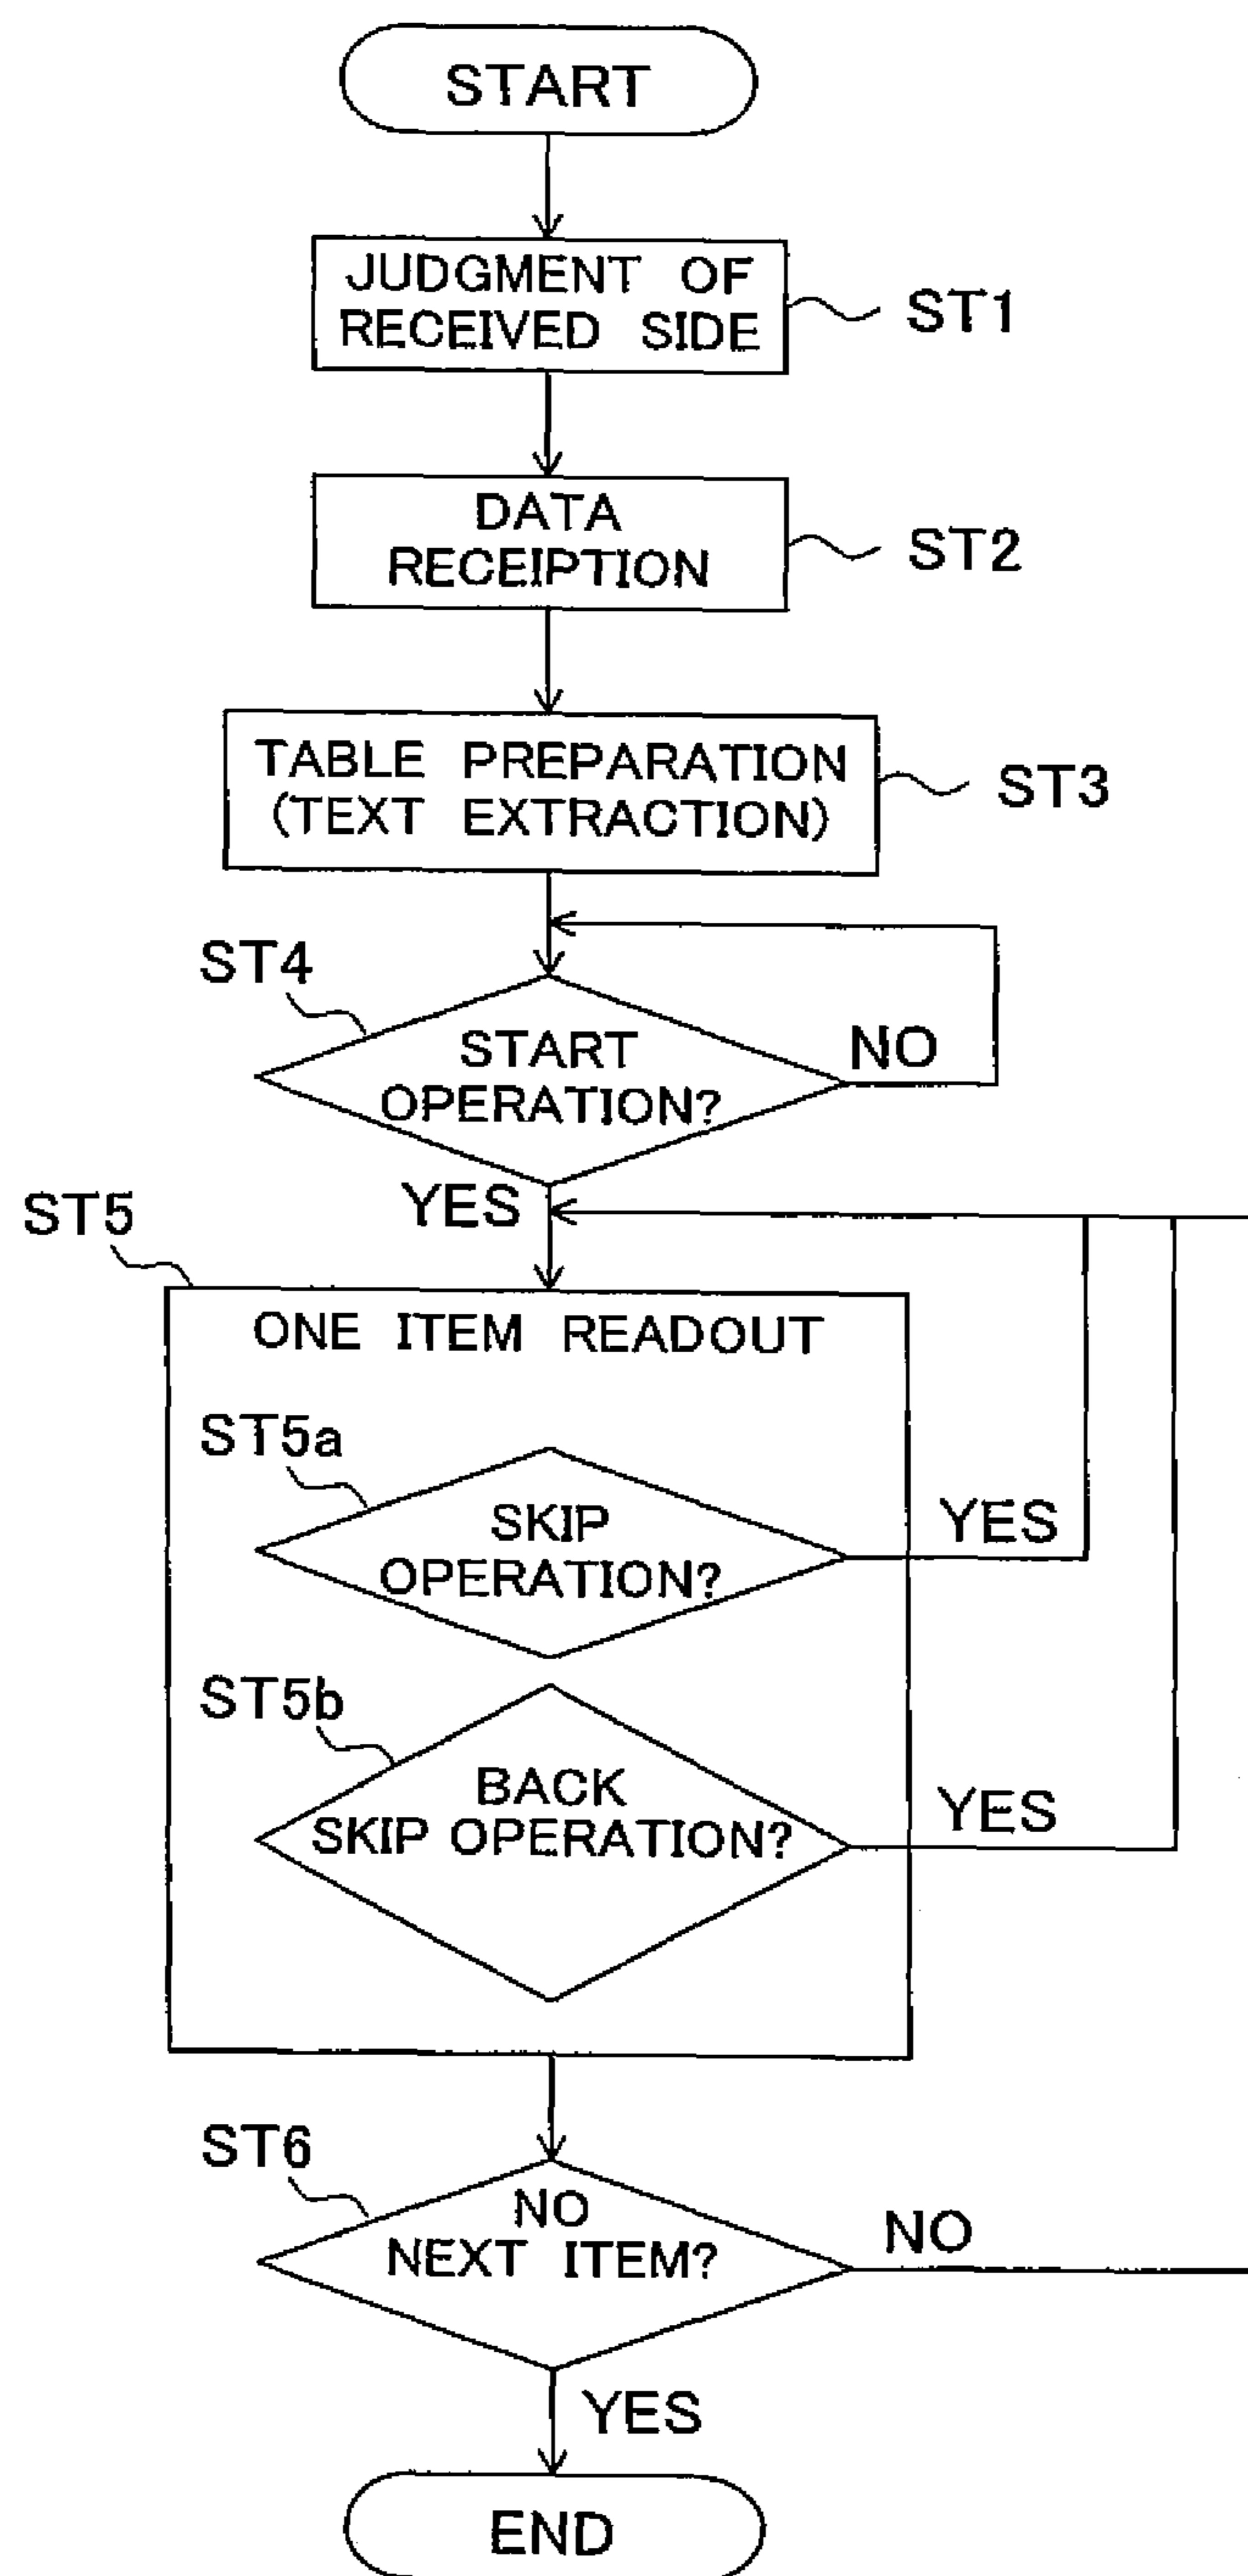 START
JUDGMENT OF
RECEIVED SIDE
ST1
DATA
RECEIPTION
ST2
TABLE PREPARATION
(TEXT EXTRACTION)
ST3
ST4
START
OPERATION?
NO
YES
ST5
ONE ITEM READOUT
ST5a
SKIP
OPERATION?
YES
ST5b
BACK
SKIP OPERATION?
YES
ST6
NO
NEXT ITEM?
NO
YES
END